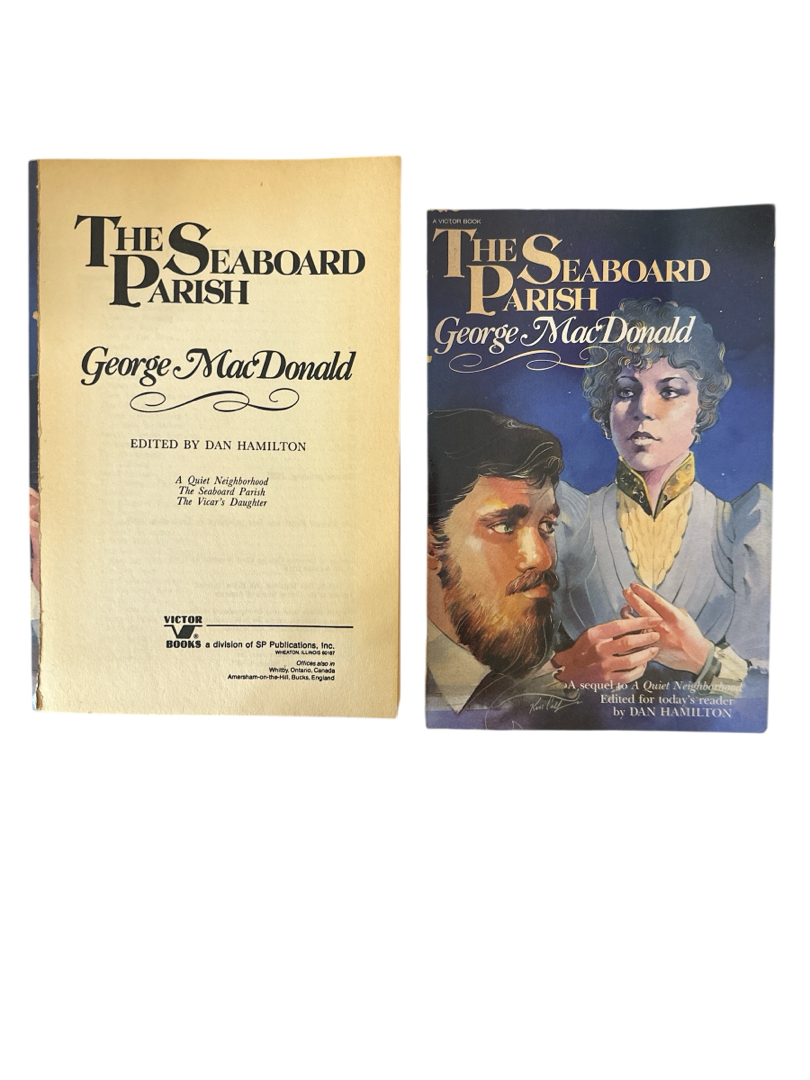 THE SEABOARD
PARISH
George MacDonald
EDITED BY DAN HAMILTON
A Quiet Neighborhood
The Seaboard Parish
The Vicar's Daughter
VICTOR
BOOKS ® a division of SP Publications, Inc.
WHEATON, ILLINOIS 60187
Offices also in
Whitby, Ontario, Canada
Amersham-on-the-Hill, Bucks, England
A VICTOR BOOK
THE SEABOARD
PARISH
George MacDonald
A sequel to A Quiet Neighborhood
Edited for today's reader
by DAN HAMILTON